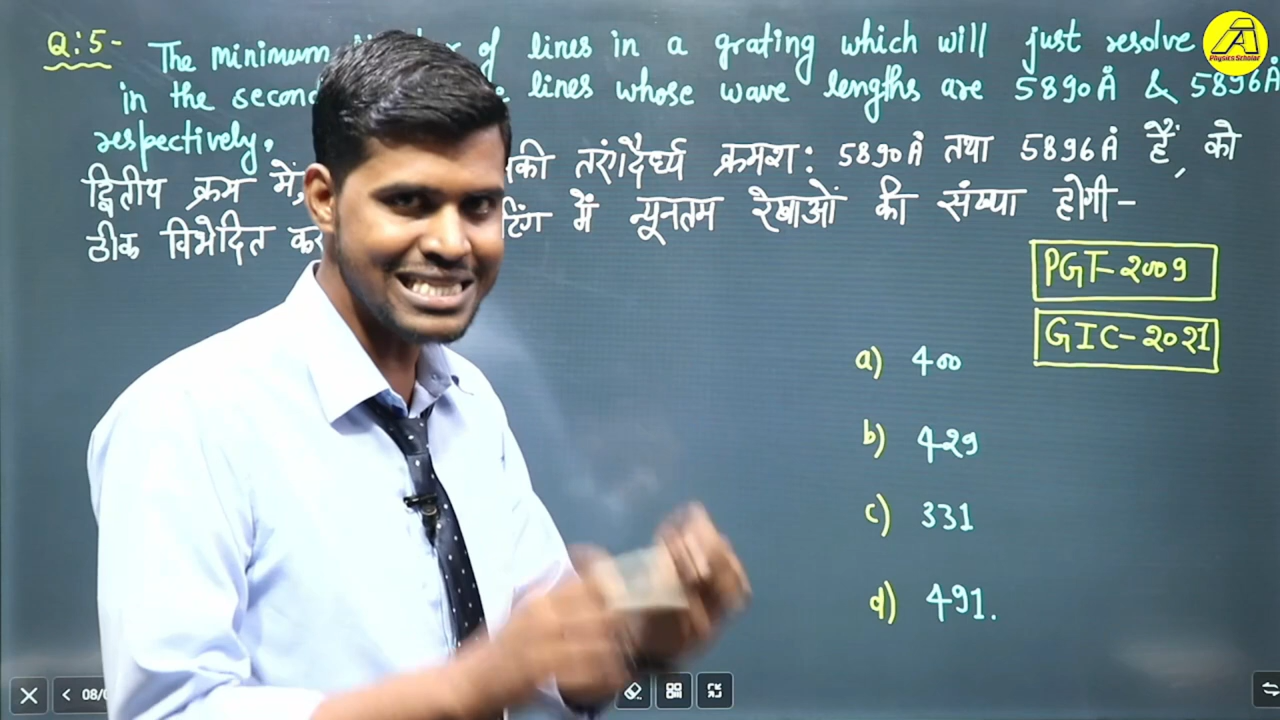 Q:5- The minimum of lines in a grating which will just resolve
in the second lines whose wave lengths are 5890Å & 5896Å
respectively,
द्वितीय क्रम में, तरंगदैर्ध्य क्रमशः 5890Å तथा 5896Å हैं, को
ठीक विभेदित में न्यूनतम रेखाओं की संख्या होगी-
PGT-2009
GIC-2021
a) 400
b) 429
c) 331
d) 491.
Physics Scholar